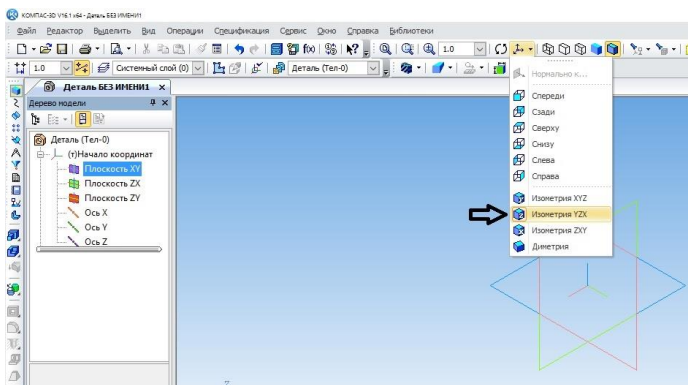 КОМПАС-3D V16.1 x64 - Деталь БЕЗ ИМЕНИ1
Файл Редактор Выделить Вид Операции Спецификация Сервис Окно Справка Библиотеки
f(x) 1.0
1.0 Системный слой (0) Деталь (Тел-0)
Деталь БЕЗ ИМЕНИ1 x
Дерево модели
Деталь (Тел-0)
(т)Начало координат
Плоскость XY
Плоскость ZX
Плоскость ZY
Ось X
Ось Y
Ось Z
Нормально к...
Спереди
Сзади
Сверху
Снизу
Слева
Справа
Изометрия XYZ
Изометрия YZX
Изометрия ZXY
Диметрия